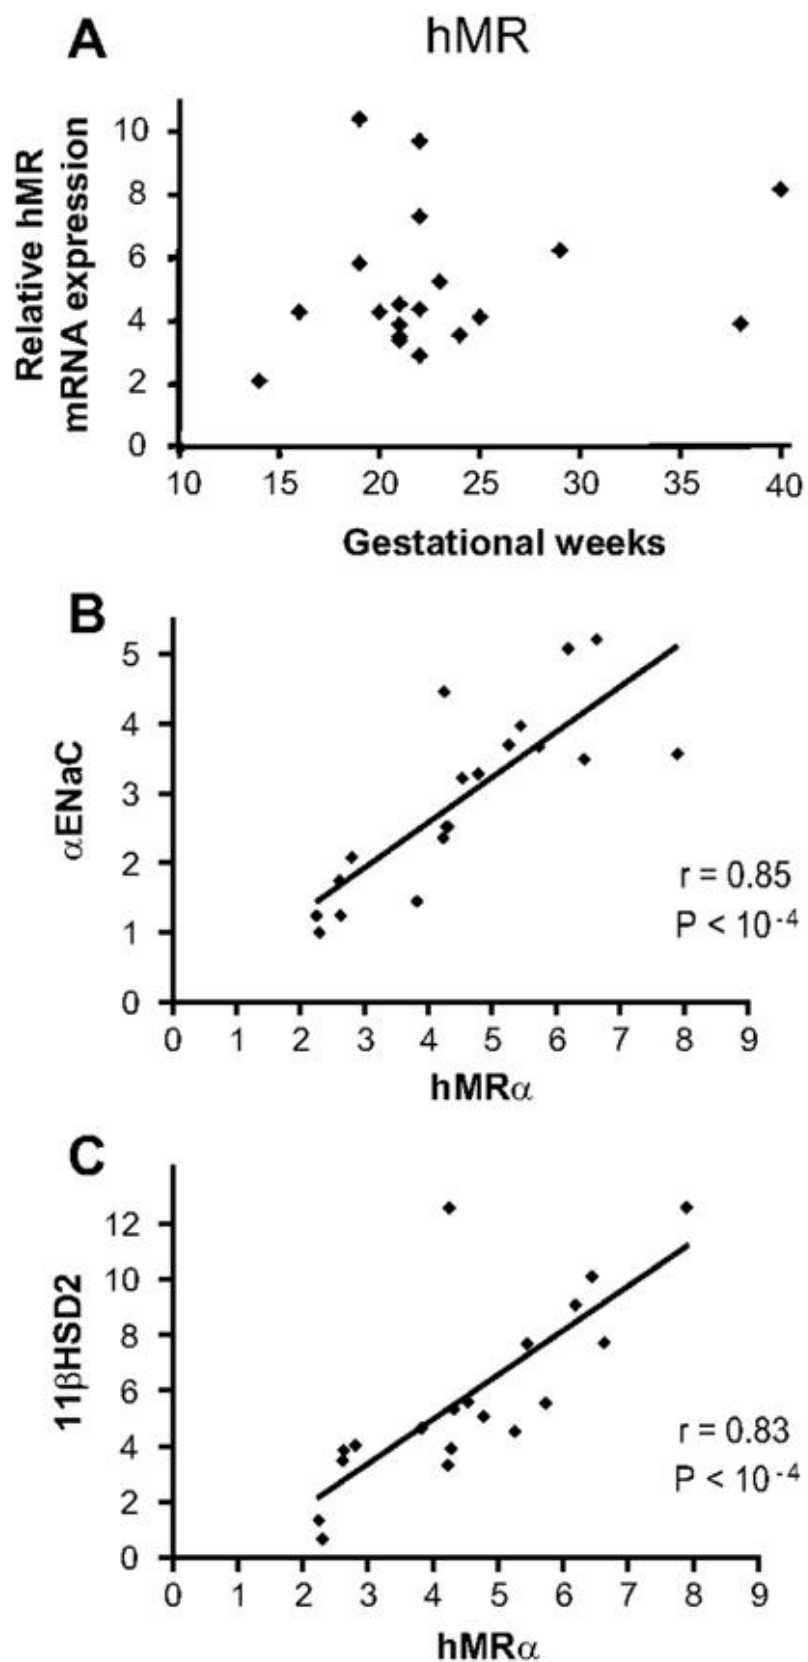 A
hMR
Relative hMR
mRNA expression
10
8
6
4
2
0
10 15 20 25 30 35 40
Gestational weeks
B
αENaC
5
4
3
2
1
0
r = 0.85
P < 10⁻⁴
0 1 2 3 4 5 6 7 8 9
hMRα
C
11βHSD2
12
10
8
6
4
2
0
r = 0.83
P < 10⁻⁴
0 1 2 3 4 5 6 7 8 9
hMRα